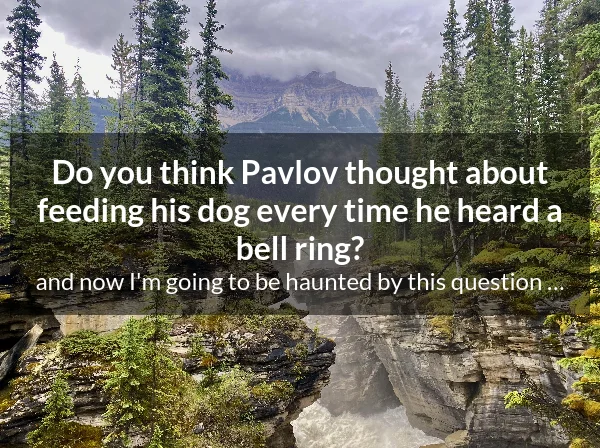 Do you think Pavlov thought about
feeding his dog every time he heard a
bell ring?
and now I'm going to be haunted by this question ...